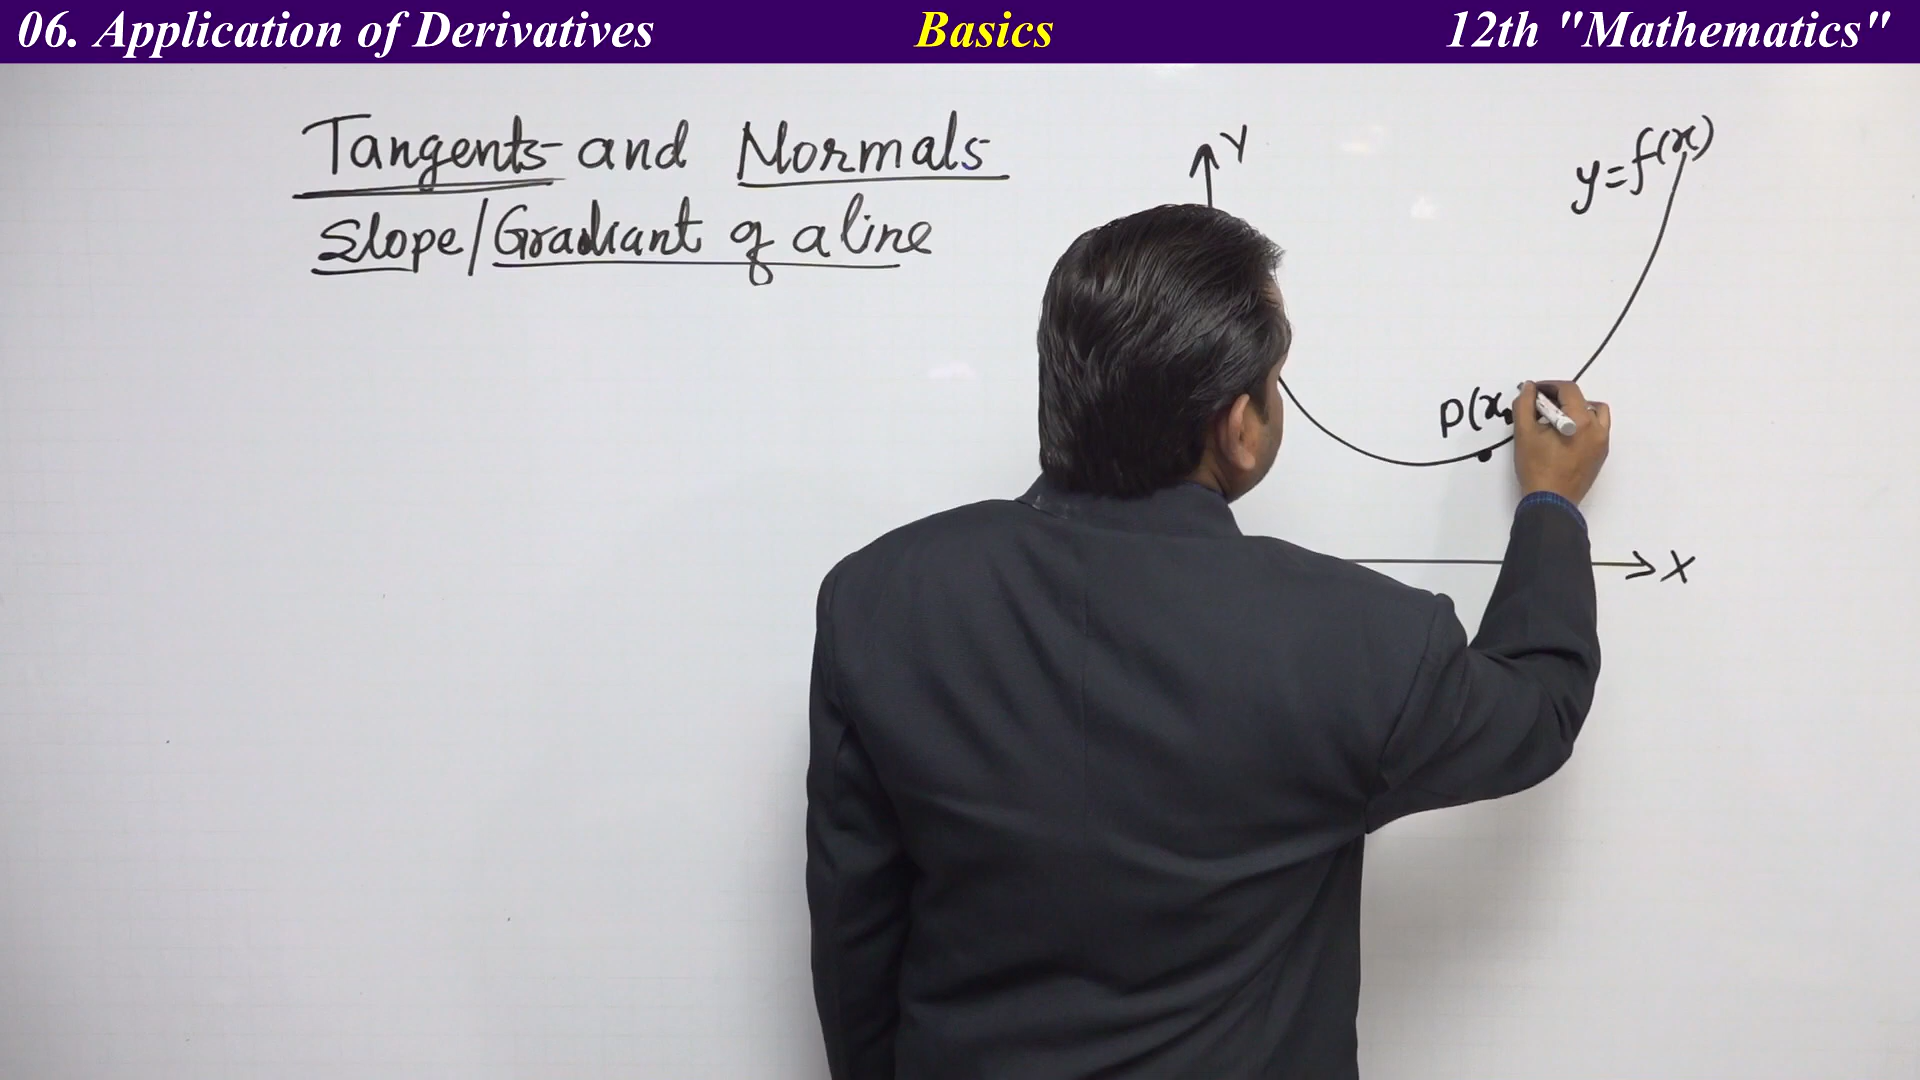 06. Application of Derivatives Basics 12th "Mathematics"
Tangents and Normals
Slope/Gradiant of a line
Y
y=f(x)
P(x
X